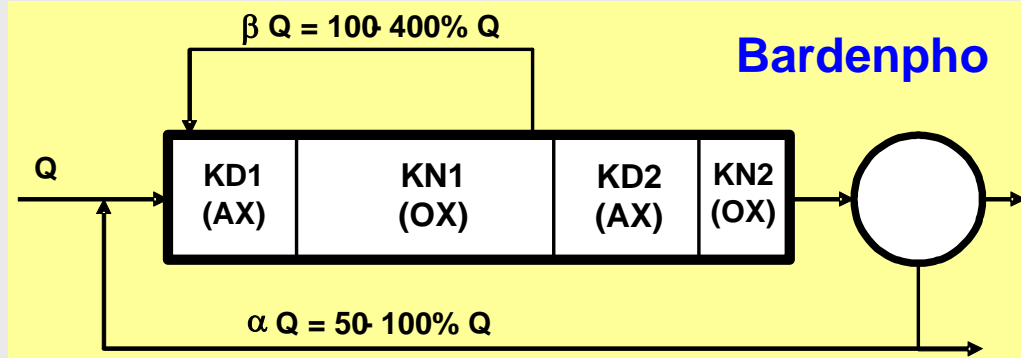 β Q = 100-400% Q
Bardenpho
Q
KD1
(AX)
KN1
(OX)
KD2
(AX)
KN2
(OX)
α Q = 50-100% Q